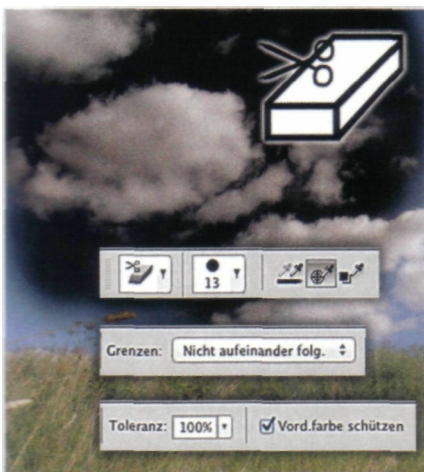 13
Grenzen: Nicht aufeinander folg.
Toleranz: 100% Vord.farbe schützen